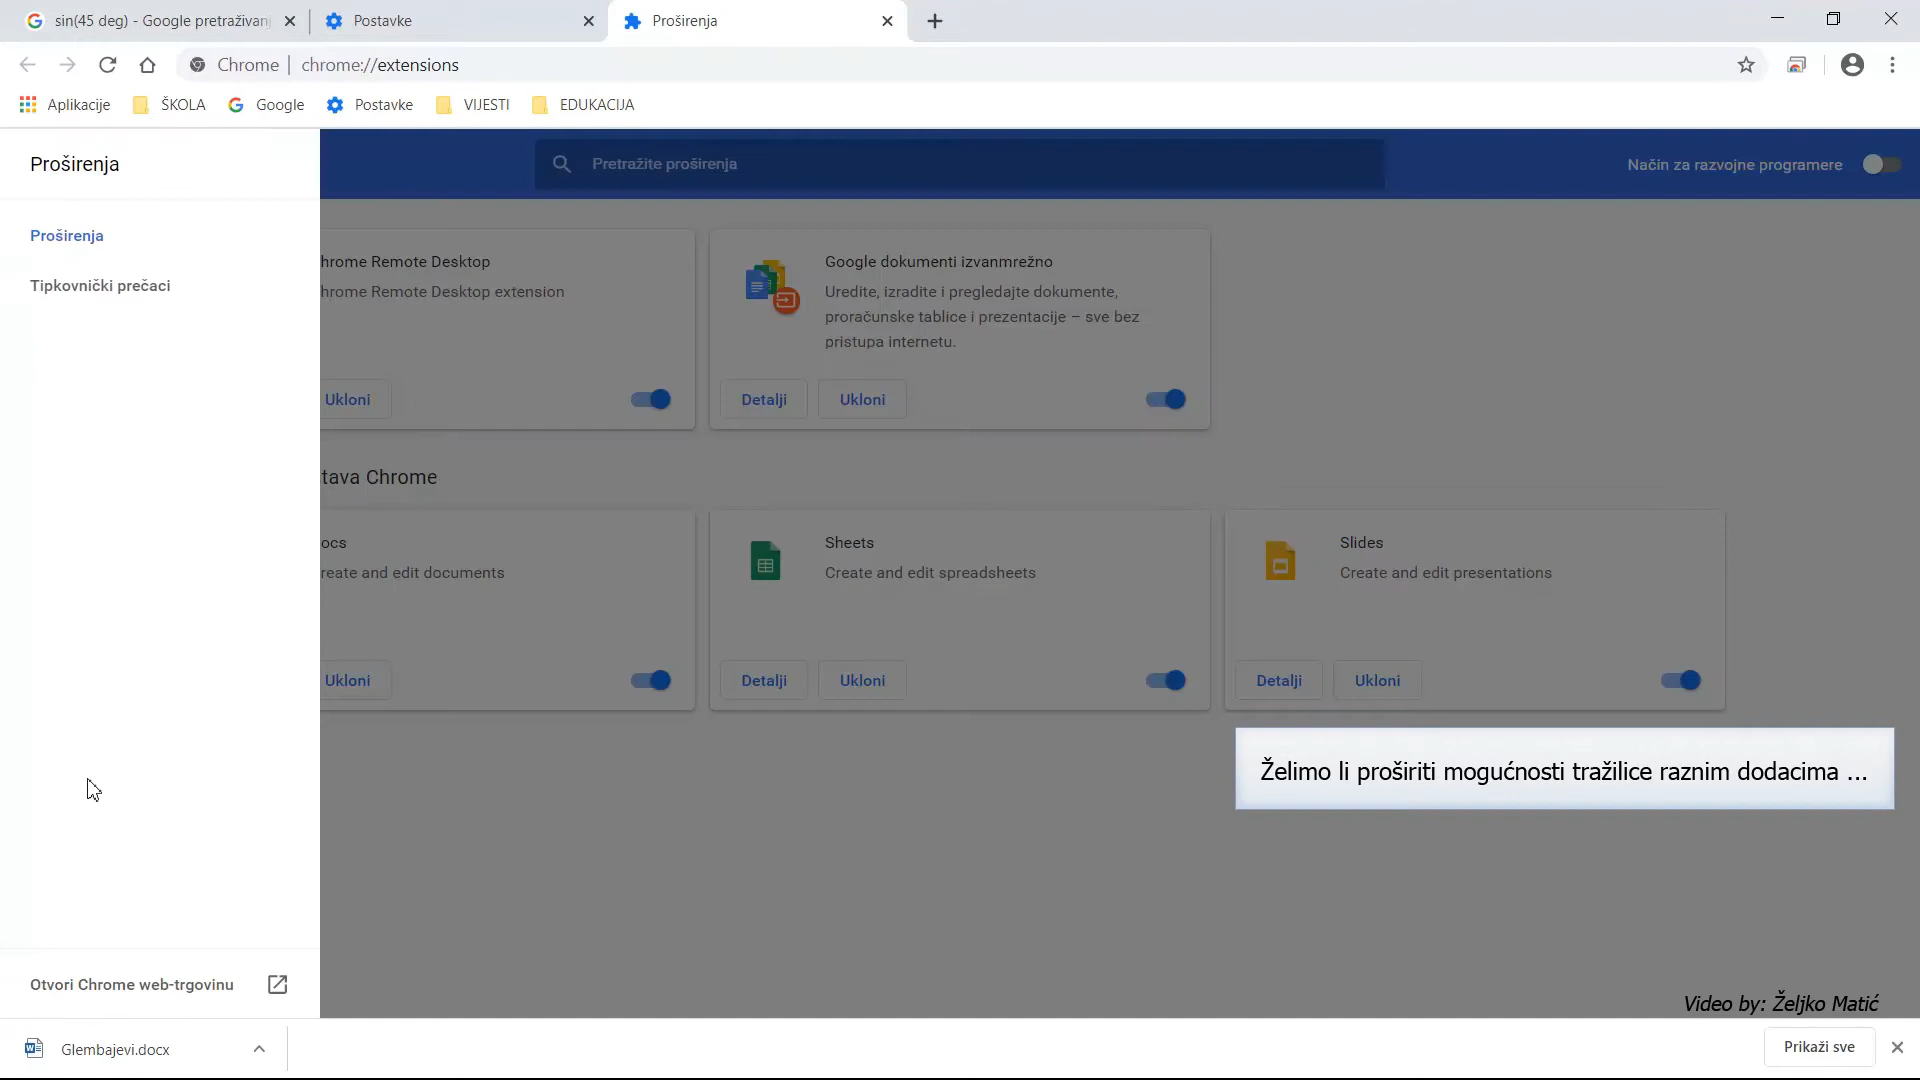 sin(45 deg) - Google pretraživanj
Postavke
Proširenja
Chrome | chrome://extensions
Aplikacije
ŠKOLA
Google
Postavke
VIJESTI
EDUKACIJA
Proširenja
Pretražite proširenja
Način za razvojne programere
Proširenja
Tipkovnički prečaci
hrome Remote Desktop
hrome Remote Desktop extension
Ukloni
Google dokumenti izvanmrežno
Uredite, izradite i pregledajte dokumente,
proračunske tablice i prezentacije – sve bez
pristupa internetu.
Detalji
Ukloni
tava Chrome
ocs
reate and edit documents
Ukloni
Sheets
Create and edit spreadsheets
Detalji
Ukloni
Slides
Create and edit presentations
Detalji
Ukloni
Želimo li proširiti mogućnosti tražilice raznim dodacima ...
Otvori Chrome web-trgovinu
Video by: Željko Matić
Glembajevi.docx
Prikaži sve